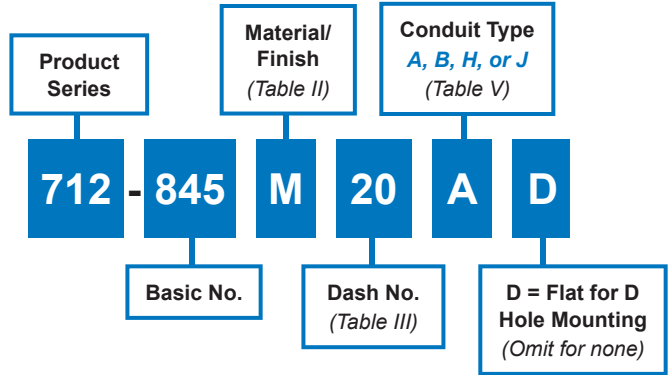 Product
Series
Material/
Finish
(Table II)
Conduit Type
A, B, H, or J
(Table V)
712 - 845 M 20 A D
Basic No.
Dash No.
(Table III)
D = Flat for D
Hole Mounting
(Omit for none)